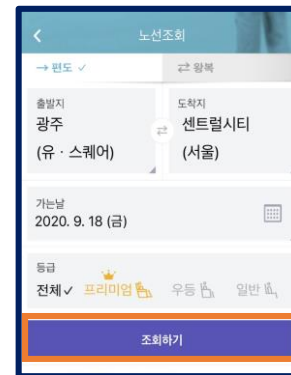 노선조회
→ 편도 ✓ ⇄ 왕복
출발지 도착지
광주 ⇄ 센트럴시티
(유 · 스퀘어) (서울)
가는날
2020. 9. 18 (금)
등급
전체✓ 프리미엄 우등 일반
조회하기